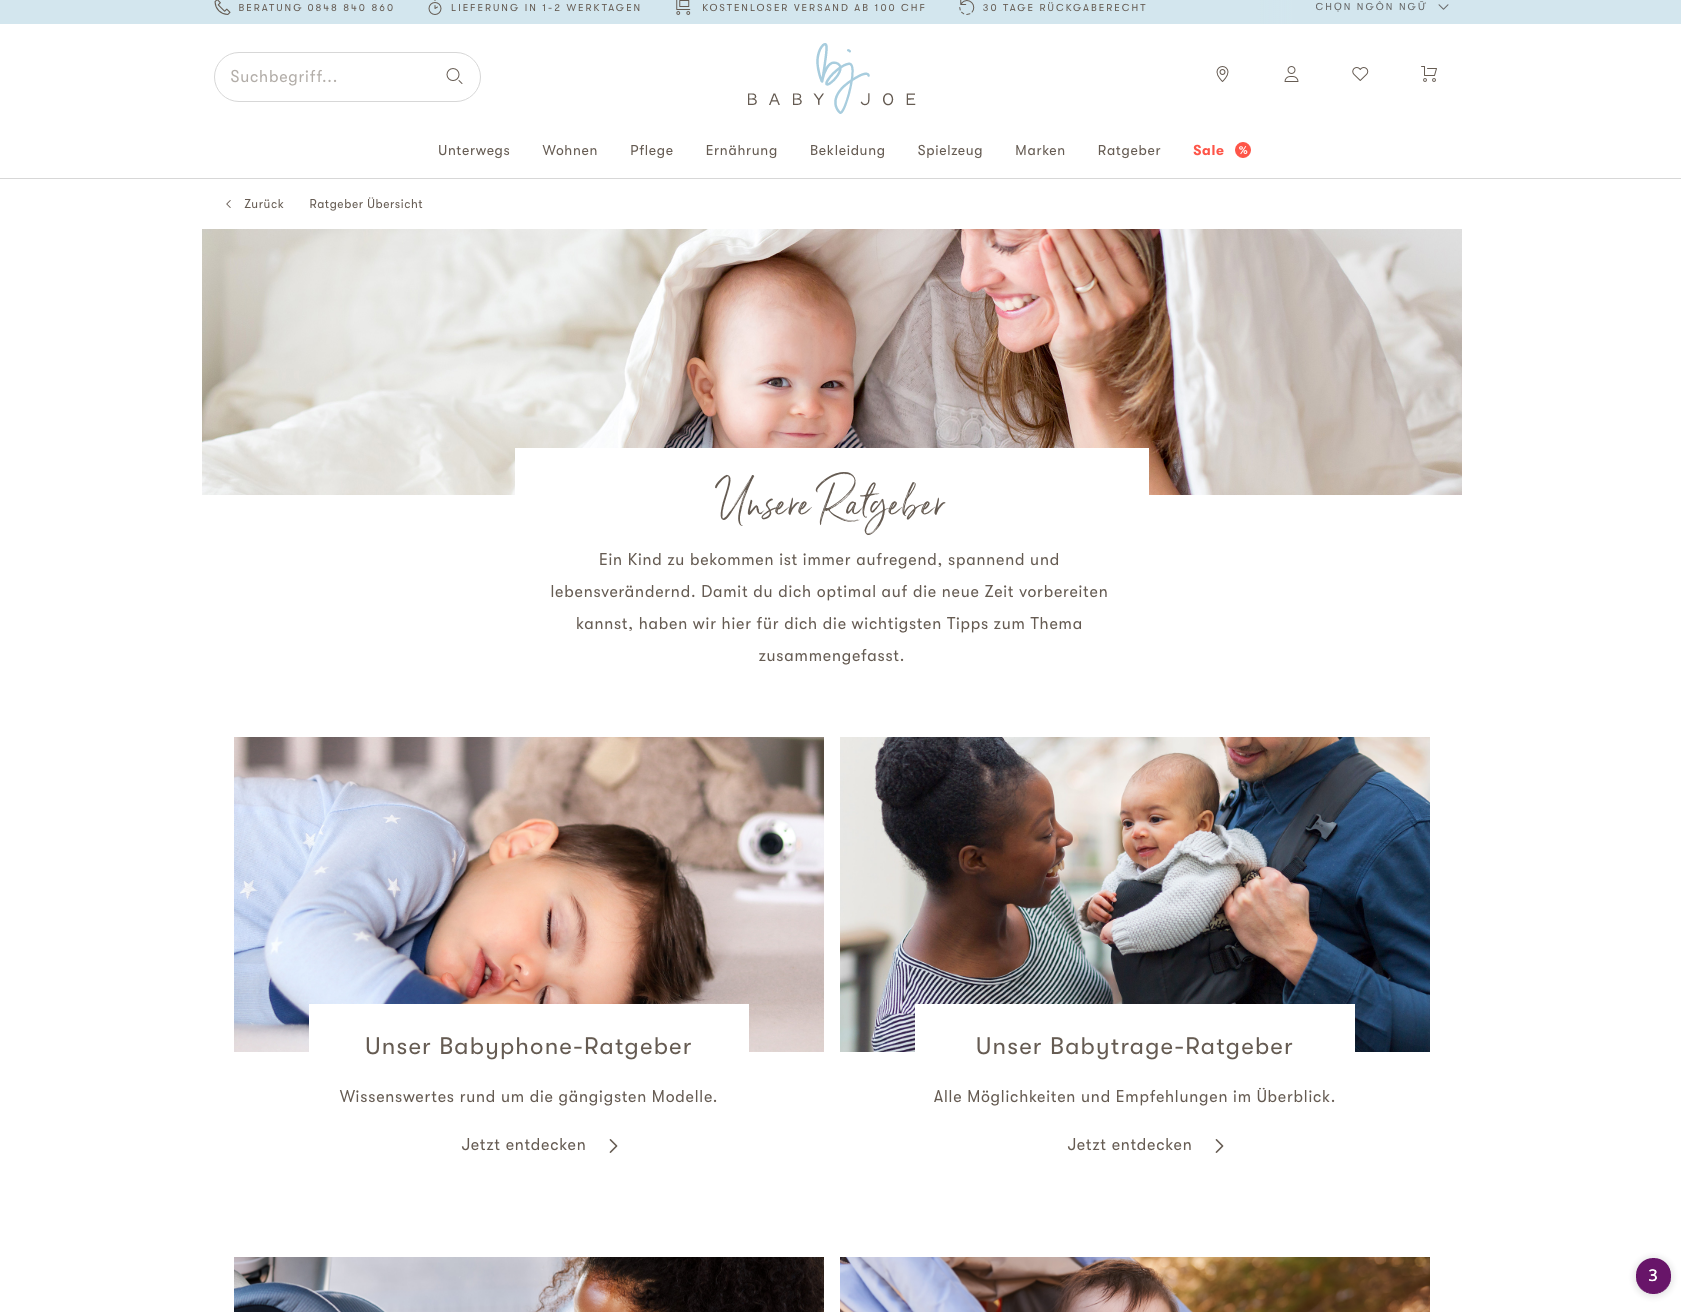 BERATUNG 0848 840 860
LIEFERUNG IN 1-2 WERKTAGEN
KOSTENLOSER VERSAND AB 100 CHF
30 TAGE RÜCKGABERECHT
CHỌN NGÔN NGỮ
Suchbegriff...
bj
BABY JOE
Unterwegs
Wohnen
Pflege
Ernährung
Bekleidung
Spielzeug
Marken
Ratgeber
Sale %
Zurück
Ratgeber Übersicht
Unsere Ratgeber
Ein Kind zu bekommen ist immer aufregend, spannend und
lebensverändernd. Damit du dich optimal auf die neue Zeit vorbereiten
kannst, haben wir hier für dich die wichtigsten Tipps zum Thema
zusammengefasst.
Unser Babyphone-Ratgeber
Wissenswertes rund um die gängigsten Modelle.
Jetzt entdecken
Unser Babytrage-Ratgeber
Alle Möglichkeiten und Empfehlungen im Überblick.
Jetzt entdecken
3